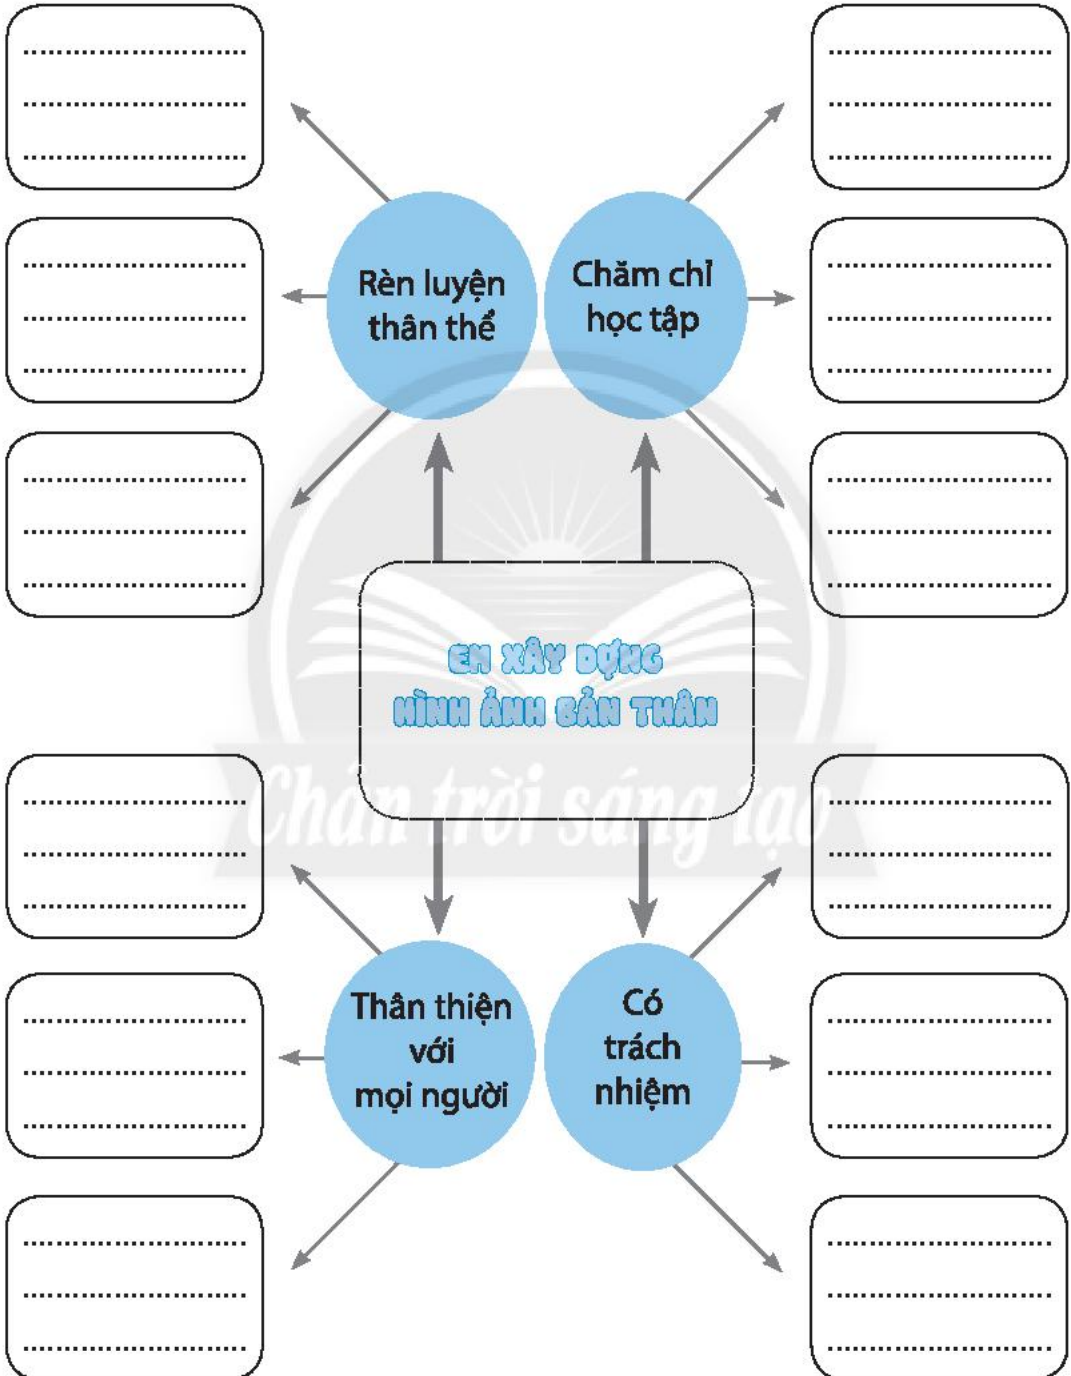 Rèn luyện
thân thể
Chăm chỉ
học tập
EM XÂY DỰNG
HÌNH ẢNH BẢN THÂN
Chân trời sáng tạo
Thân thiện
với
mọi người
Có
trách
nhiệm